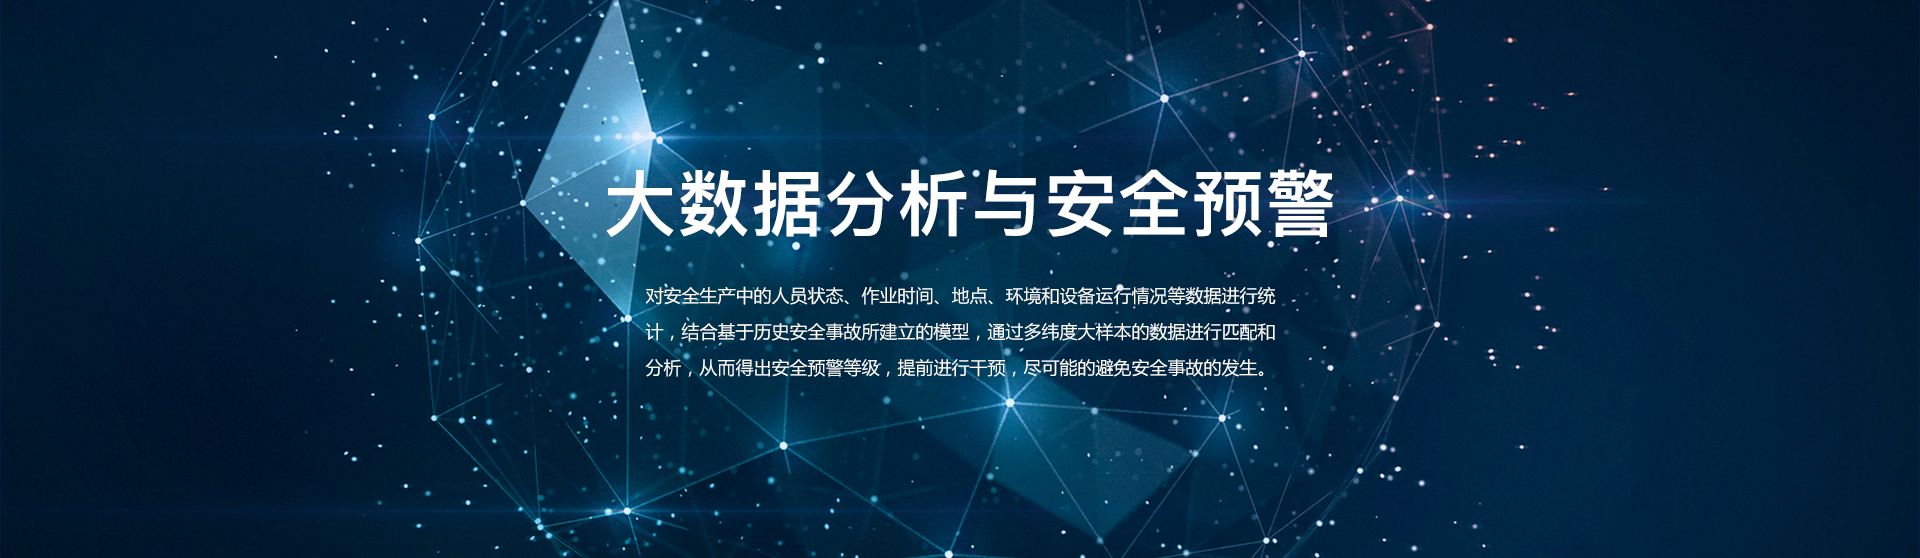 大数据分析与安全预警
对安全生产中的人员状态、作业时间、地点、环境和设备运行情况等数据进行统
计，结合基于历史安全事故所建立的模型，通过多纬度大样本的数据进行匹配和
分析，从而得出安全预警等级，提前进行干预，尽可能的避免安全事故的发生。